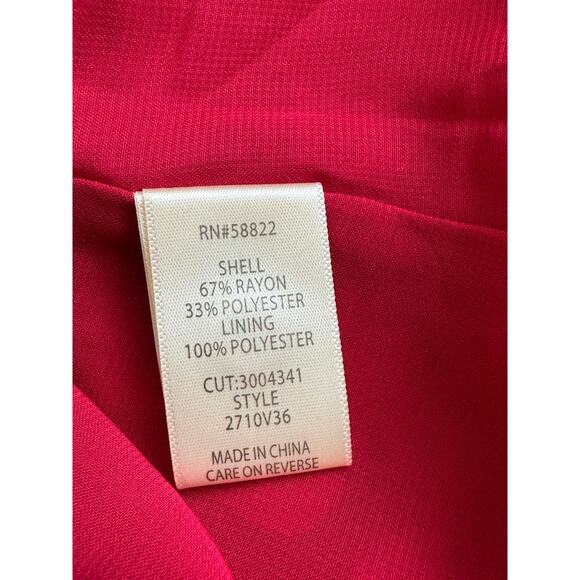 RN#58822
SHELL
67% RAYON
33% POLYESTER
LINING
100% POLYESTER
CUT:3004341
STYLE
2710V36
MADE IN CHINA
CARE ON REVERSE